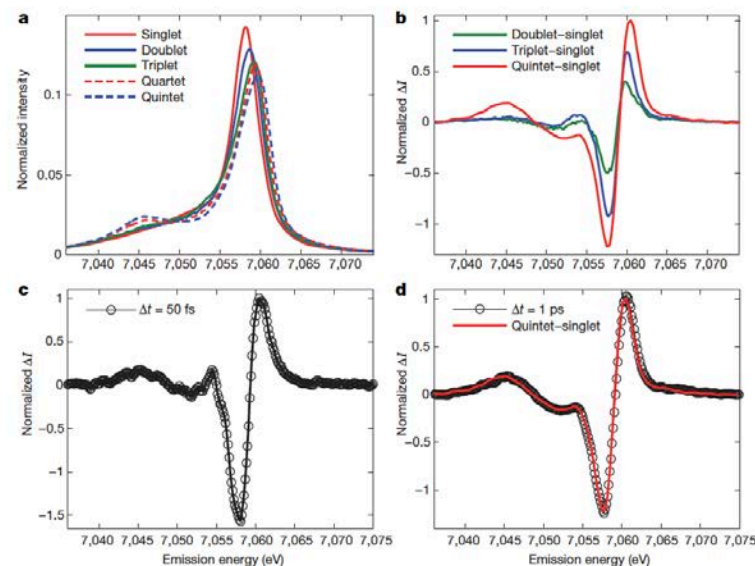 a
Singlet
Doublet
Triplet
Quartet
Quintet
Normalized intensity
0.1
0.05
0
7,040 7,045 7,050 7,055 7,060 7,065 7,070
b
Doublet–singlet
Triplet–singlet
Quintet–singlet
Normalized ΔI
1
0.5
0
-0.5
-1
7,040 7,045 7,050 7,055 7,060 7,065 7,070
c
Δt = 50 fs
Normalized ΔI
1
0.5
0
-0.5
-1
-1.5
7,040 7,045 7,050 7,055 7,060 7,065 7,070 7,075
Emission energy (eV)
d
Δt = 1 ps
Quintet–singlet
Normalized ΔI
1
0.5
0
-0.5
-1
7,040 7,045 7,050 7,055 7,060 7,065 7,070 7,075
Emission energy (eV)